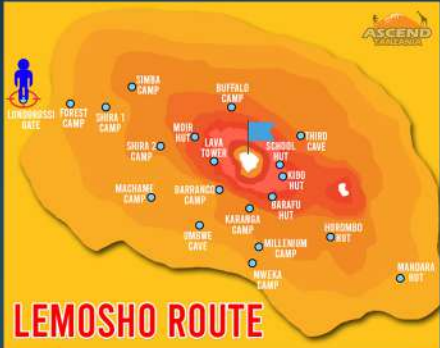 ASCEND
TANZANIA
SIMBA
CAMP
BUFFALO
CAMP
LONDOROSSI
GATE
FOREST
CAMP
SHIRA 1
CAMP
MOIR
HUT
LAVA
TOWER
THIRD
CAVE
SCHOOL
HUT
SHIRA 2
CAMP
KIBO
HUT
MACHAME
CAMP
BARRANCO
CAMP
BARAFU
HUT
KARANGA
CAMP
UMBWE
CAVE
HOROMBO
HUT
MILLENIUM
CAMP
MWEKA
CAMP
MANDARA
HUT
LEMOSHO ROUTE